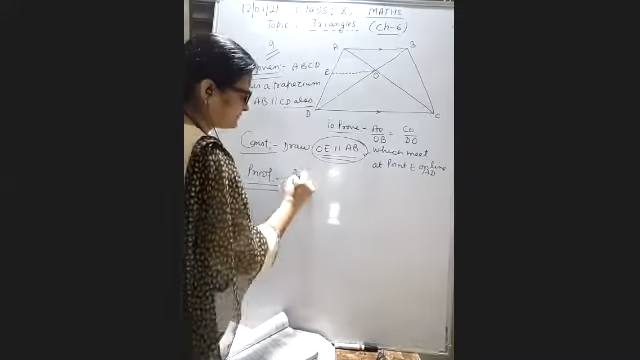 12/01/21 Class: X, MATHS
Topic: Triangles (Ch-6)
9
Given:- ABCD
is a trapezium
AB || CD also
A B
E O
D C
To Prove - AO/OB = CO/DO
Const:- Draw OE || AB, which meet
at Point E on line
AD
Proof:-